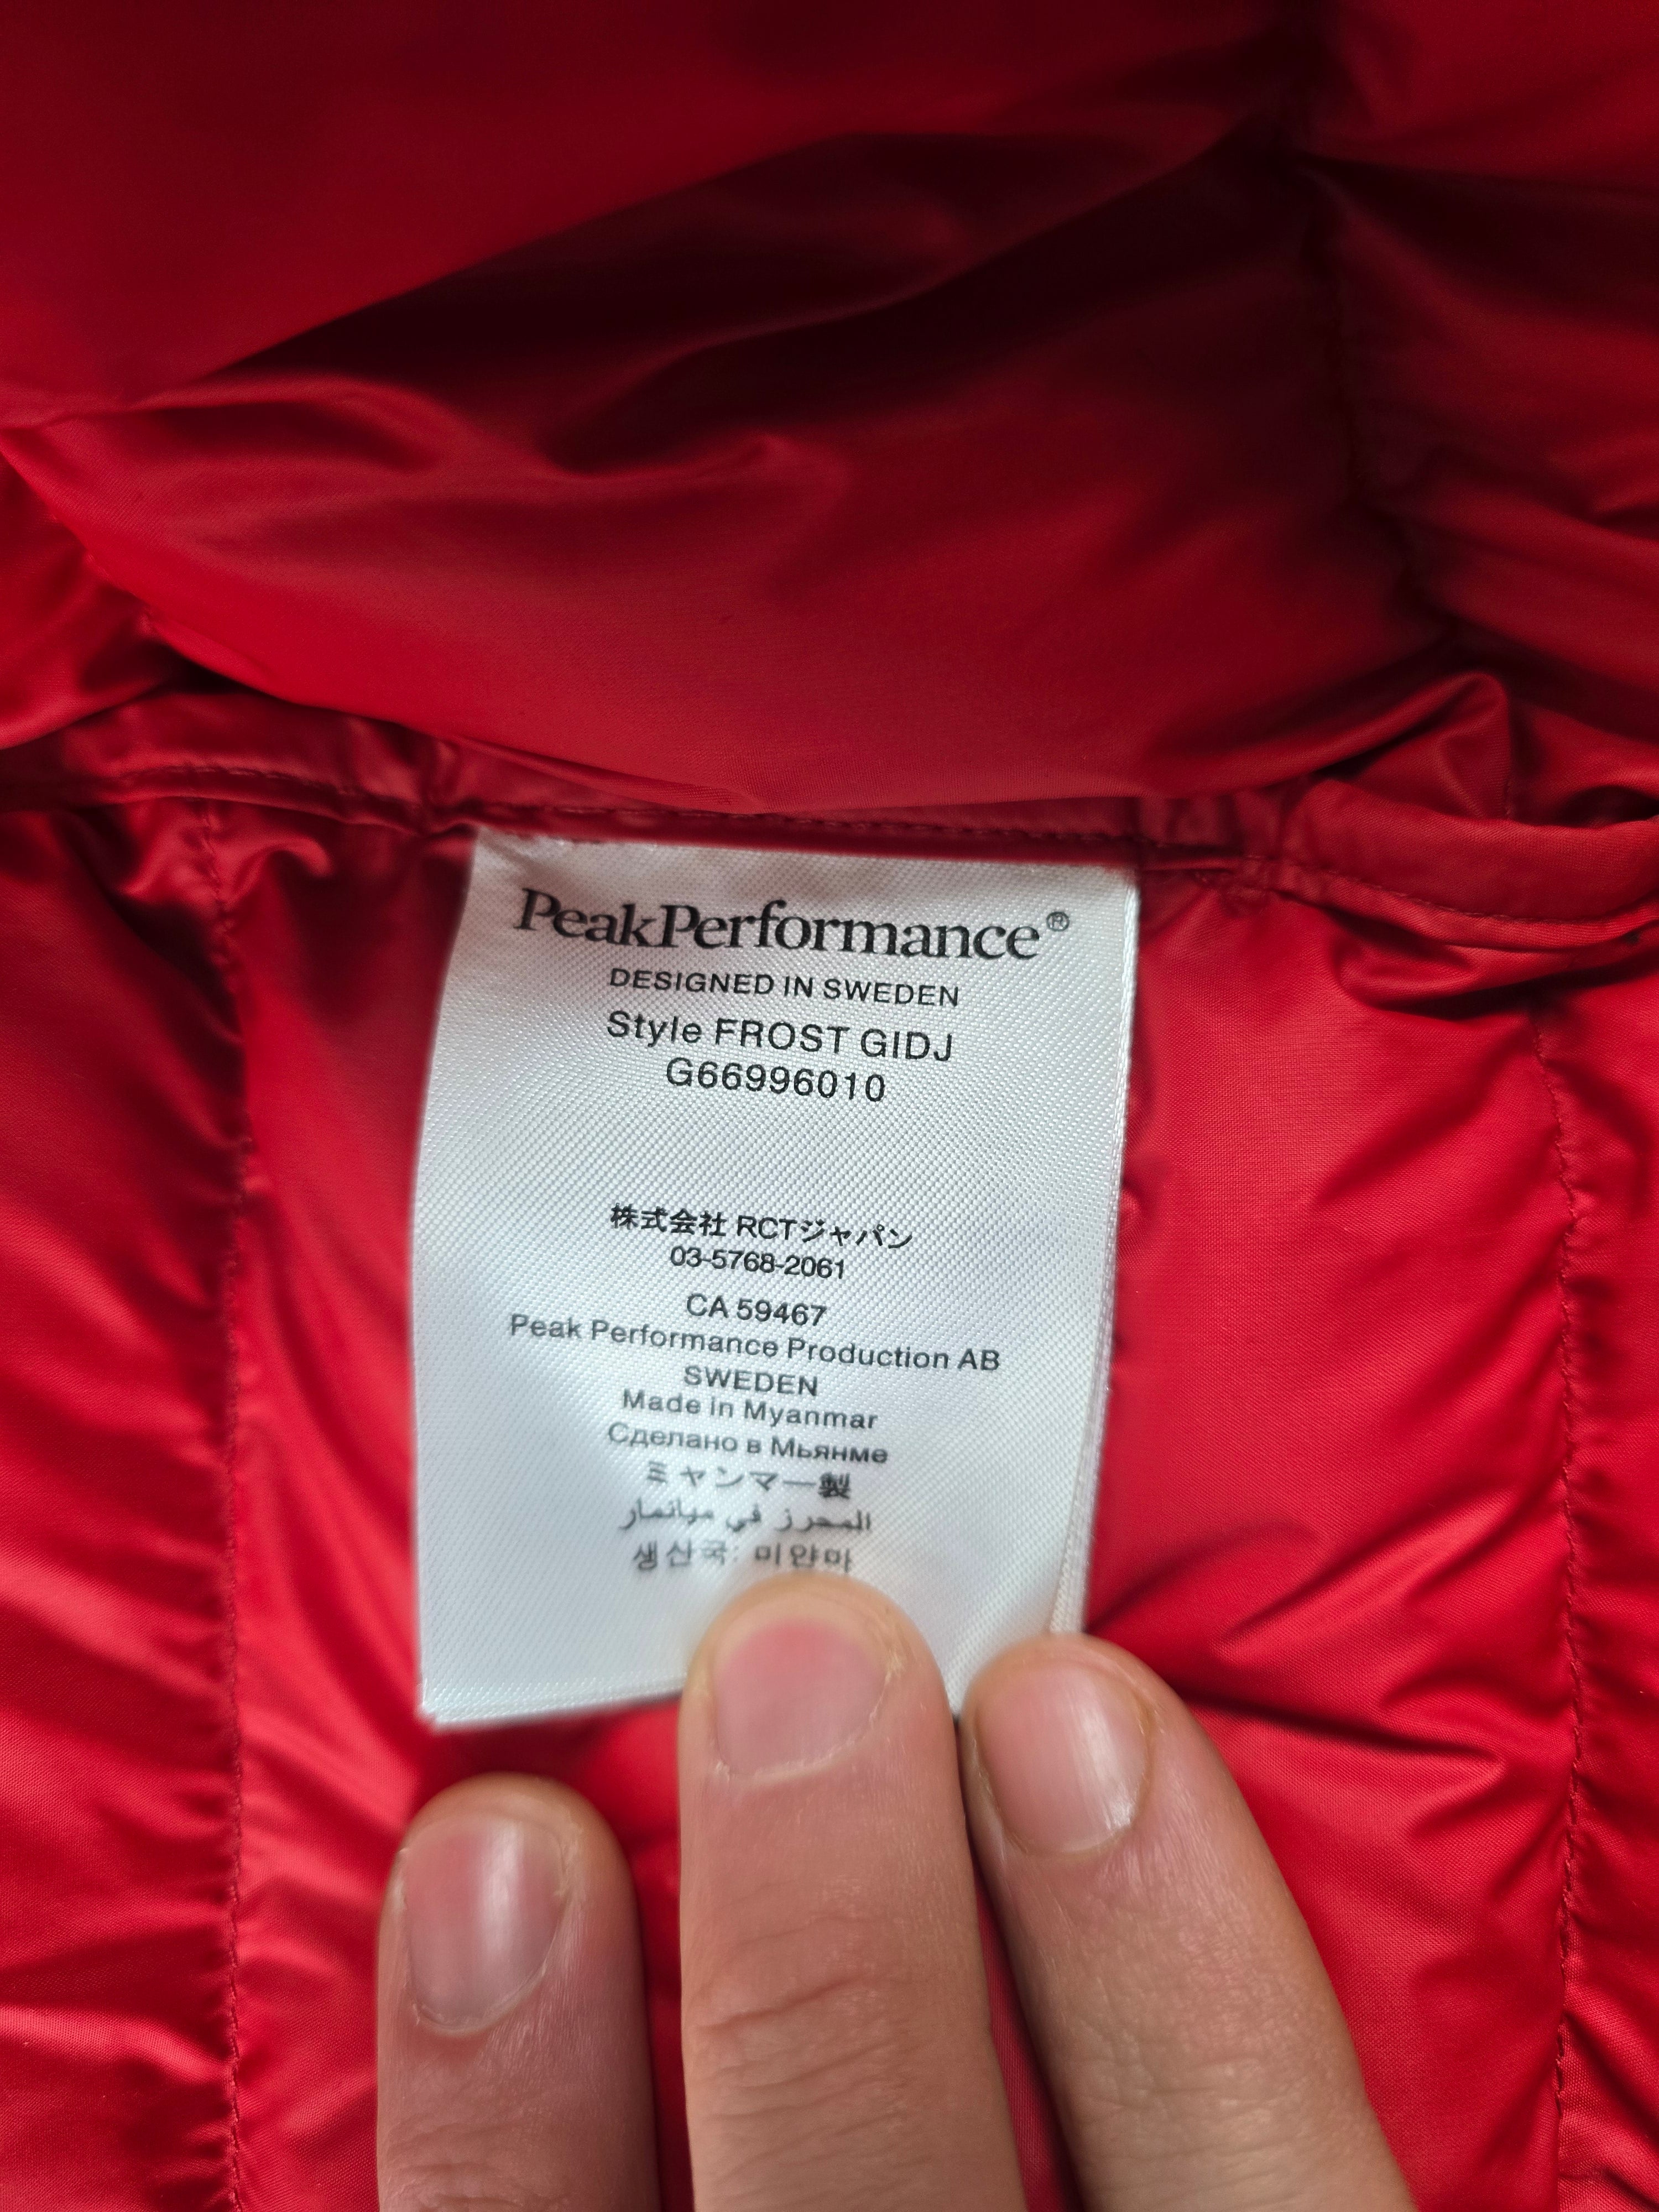 PeakPerformance®
DESIGNED IN SWEDEN
Style FROST GIDJ
G66996010
株式会社 RCTジャパン
03-5768-2061
CA 59467
Peak Performance Production AB
SWEDEN
Made in Myanmar
Сделано в Мьянме
ミャンマー製
المحرز في ميانمار
생산국: 미얀마